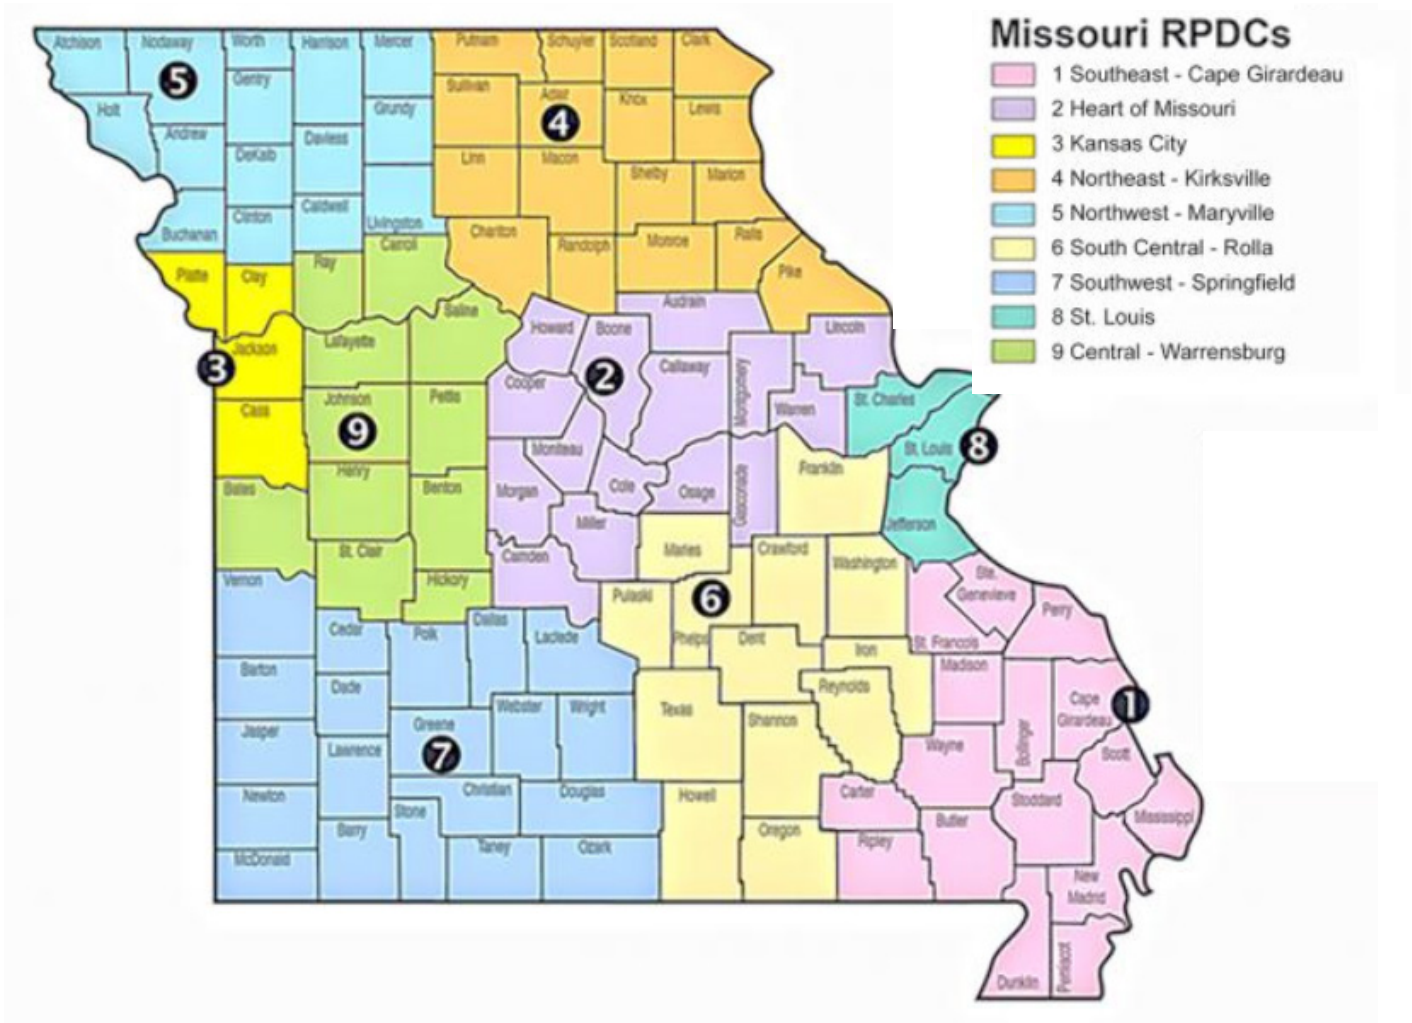 Missouri RPDCs
1 Southeast - Cape Girardeau
2 Heart of Missouri
3 Kansas City
4 Northeast - Kirksville
5 Northwest - Maryville
6 South Central - Rolla
7 Southwest - Springfield
8 St. Louis
9 Central - Warrensburg
Atchison
Nodaway
Worth
Harrison
Mercer
Putnam
Schuyler
Scotland
Clark
5
Gentry
Sullivan
Adair
Knox
Lewis
Holt
Grundy
4
Andrew
Daviess
DeKalb
Linn
Macon
Shelby
Marion
Caldwell
Clinton
Livingston
Buchanan
Chariton
Randolph
Monroe
Ralls
Pike
Carroll
Ray
Platte
Clay
Saline
Audrain
Howard
Boone
Lincoln
Jackson
Lafayette
3
Callaway
Montgomery
2
Cooper
Cass
Johnson
Pettis
Warren
St. Charles
9
St. Louis
8
Moniteau
Franklin
Henry
Bates
Benton
Morgan
Cole
Osage
Gasconade
Jefferson
Miller
St. Clair
Camden
Maries
Crawford
Washington
Vernon
Hickory
Ste.
Genevieve
Pulaski
6
Perry
Cedar
Polk
Dallas
Laclede
Phelps
Dent
Iron
St. Francois
Barton
Madison
Dade
Reynolds
Cape
Girardeau
1
Webster
Wright
Texas
Shannon
Jasper
Greene
Lawrence
7
Wayne
Bollinger
Scott
Newton
Christian
Douglas
Howell
Carter
Stoddard
Stone
Mississippi
Barry
Oregon
Butler
McDonald
Taney
Ozark
Ripley
New
Madrid
Dunklin
Pemiscot